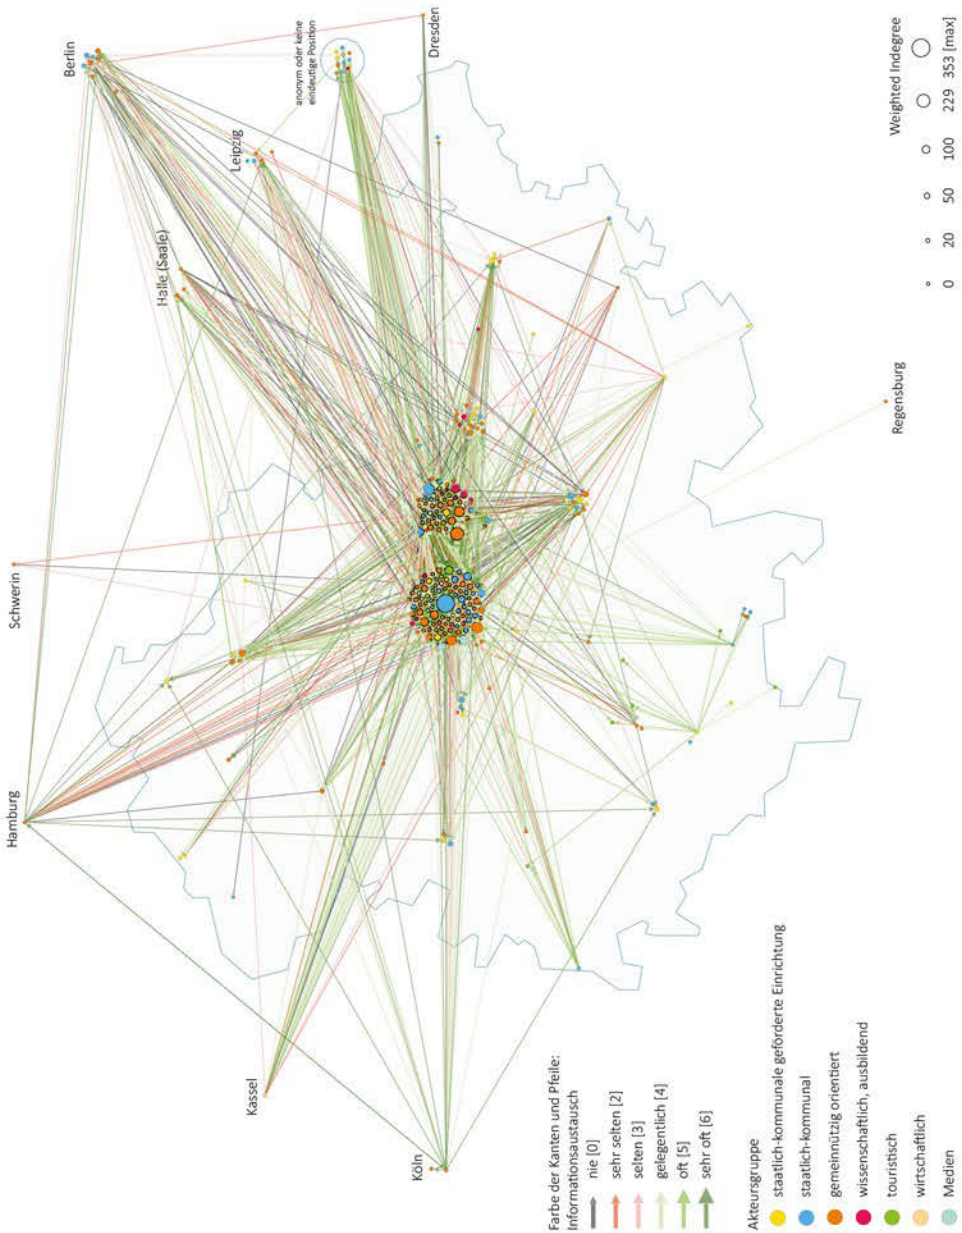 Hamburg
Schwerin
Berlin
Halle (Saale)
Leipzig
anonym oder keine
eindeutige Position
Dresden
Kassel
Köln
Regensburg
Farbe der Kanten und Pfeile:
Informationsaustausch
nie [0]
sehr selten [2]
selten [3]
gelegentlich [4]
oft [5]
sehr oft [6]
Akteursgruppe
staatlich-kommunale geförderte Einrichtung
staatlich-kommunal
gemeinnützig orientiert
wissenschaftlich, ausbildend
touristisch
wirtschaftlich
Medien
Weighted Indegree
0 20 50 100 229 353 [max]